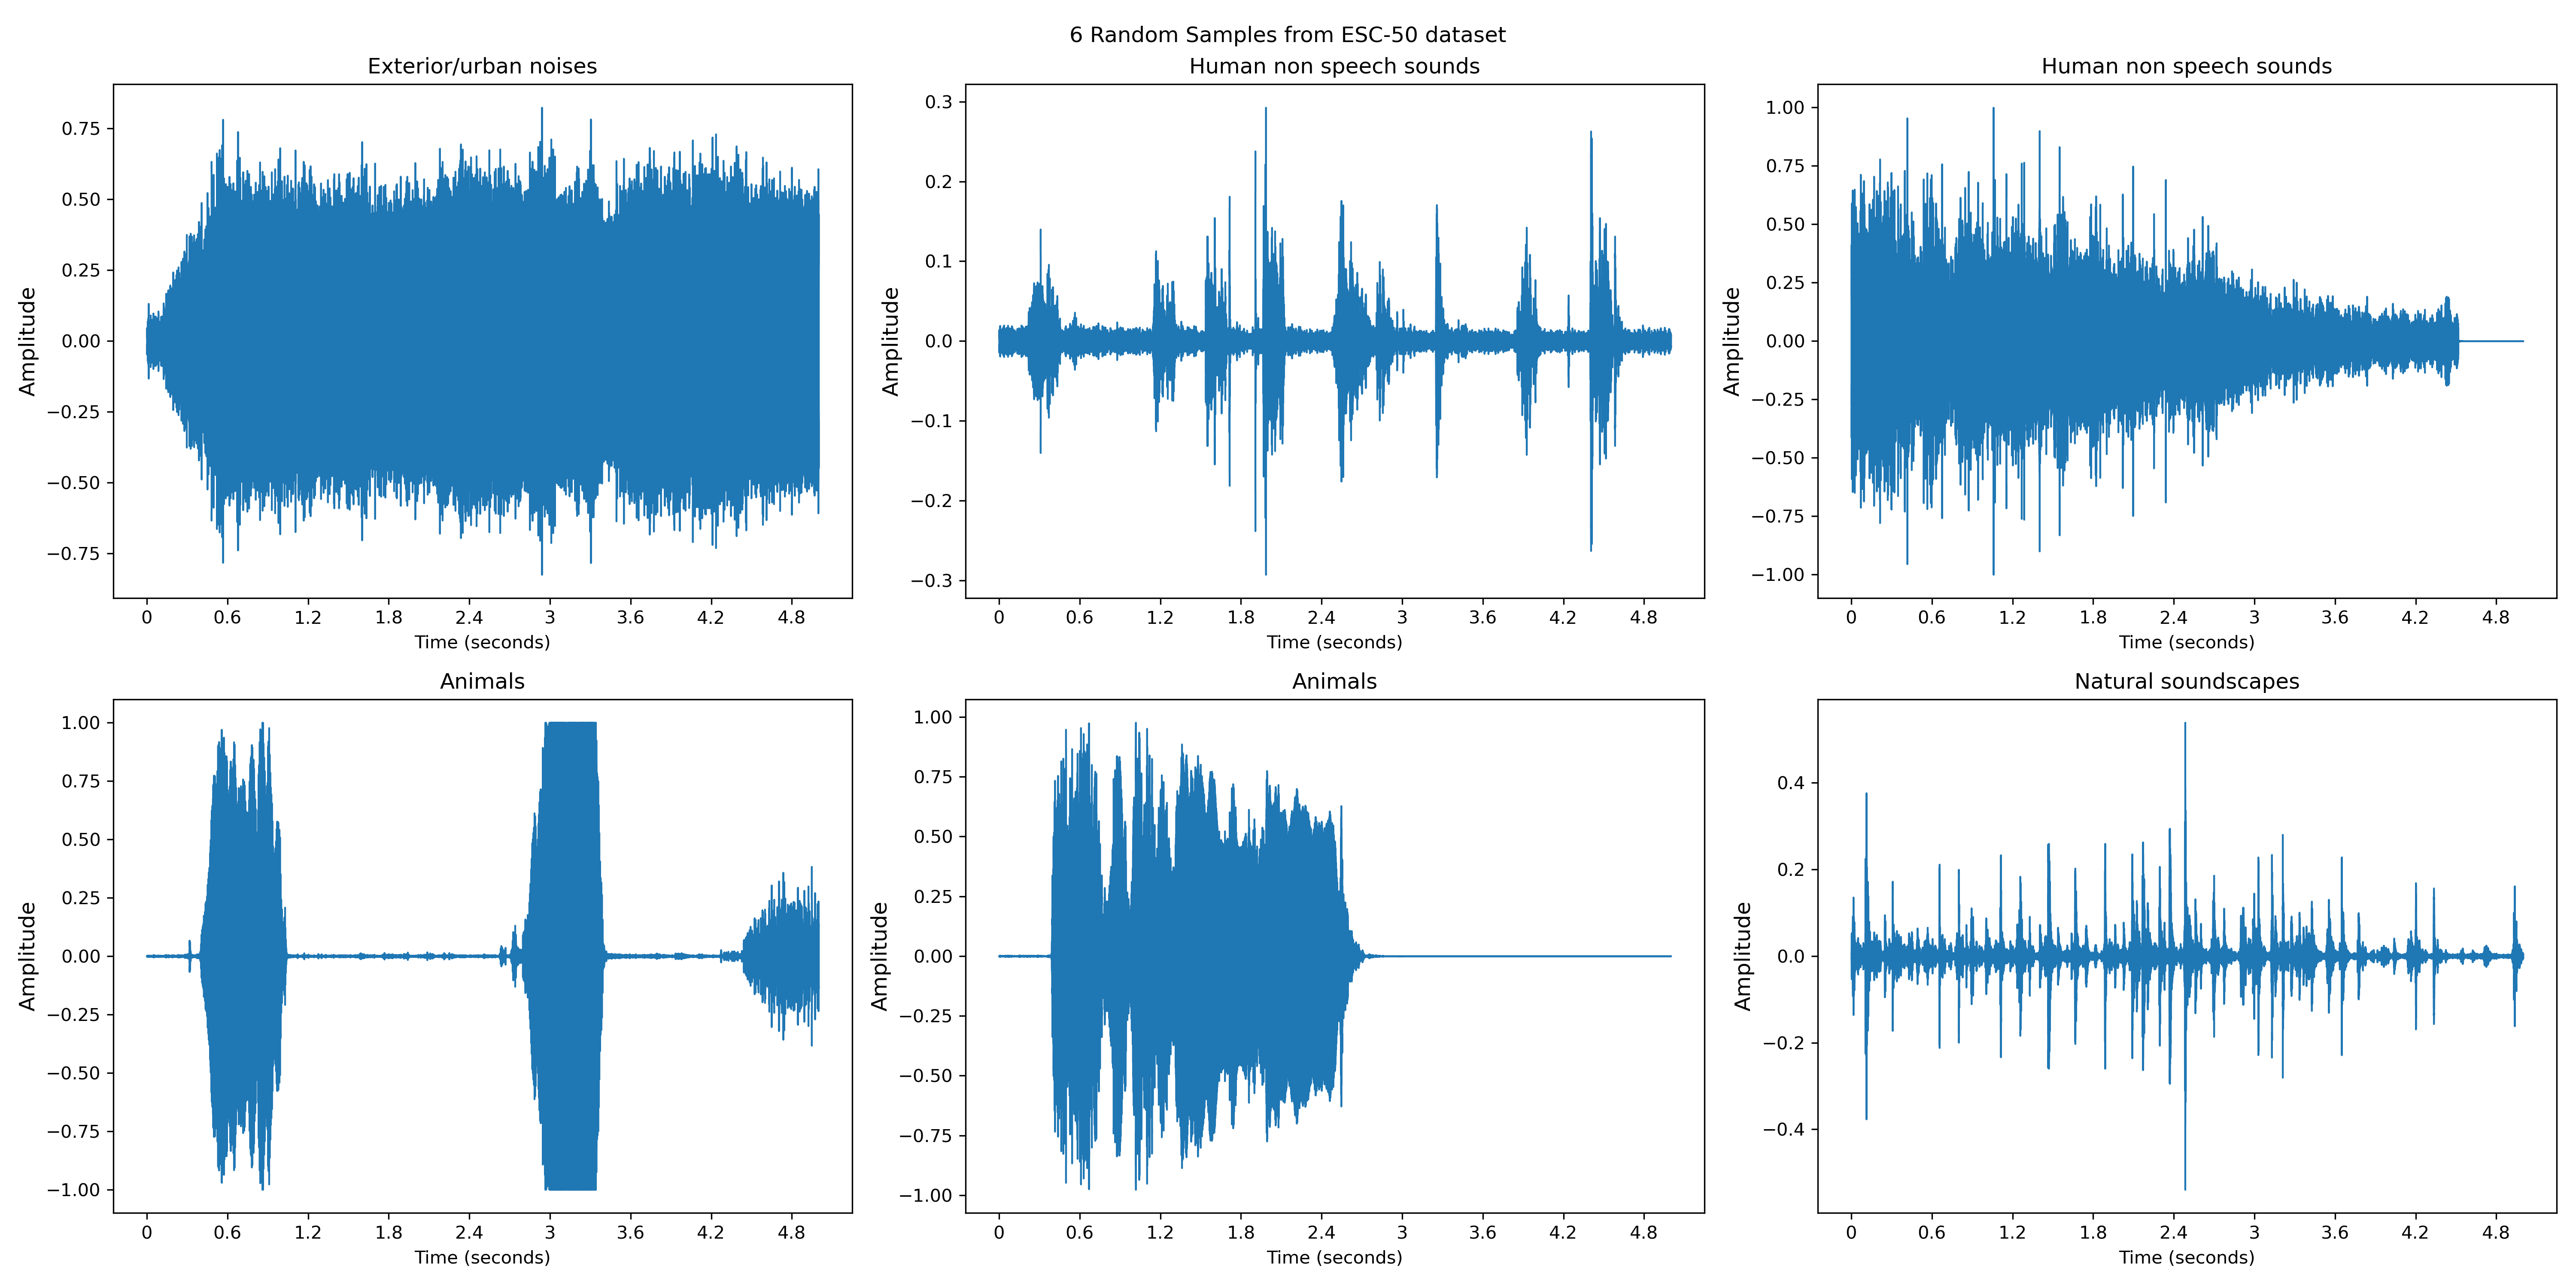 6 Random Samples from ESC-50 dataset
Exterior/urban noises
Human non speech sounds
Human non speech sounds
Amplitude
0.75
0.50
0.25
0.00
−0.25
−0.50
−0.75
0 0.6 1.2 1.8 2.4 3 3.6 4.2 4.8
Time (seconds)
Amplitude
0.3
0.2
0.1
0.0
−0.1
−0.2
−0.3
0 0.6 1.2 1.8 2.4 3 3.6 4.2 4.8
Time (seconds)
Amplitude
1.00
0.75
0.50
0.25
0.00
−0.25
−0.50
−0.75
−1.00
0 0.6 1.2 1.8 2.4 3 3.6 4.2 4.8
Time (seconds)
Animals
Animals
Natural soundscapes
Amplitude
1.00
0.75
0.50
0.25
0.00
−0.25
−0.50
−0.75
−1.00
0 0.6 1.2 1.8 2.4 3 3.6 4.2 4.8
Time (seconds)
Amplitude
1.00
0.75
0.50
0.25
0.00
−0.25
−0.50
−0.75
−1.00
0 0.6 1.2 1.8 2.4 3 3.6 4.2 4.8
Time (seconds)
Amplitude
0.4
0.2
0.0
−0.2
−0.4
0 0.6 1.2 1.8 2.4 3 3.6 4.2 4.8
Time (seconds)